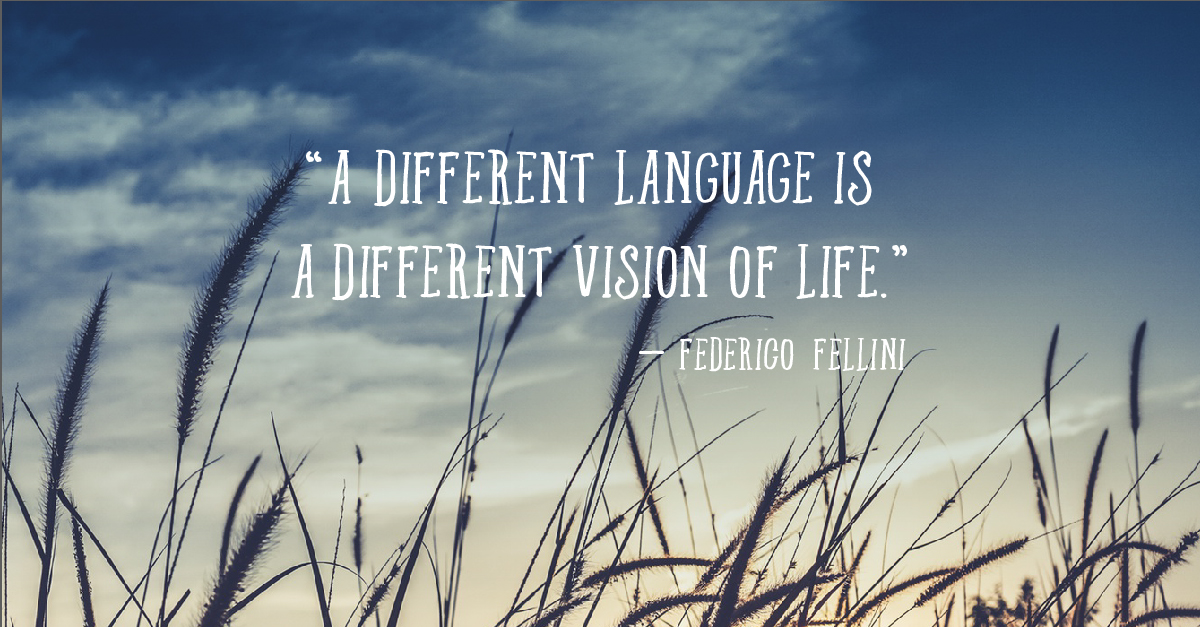 “A DIFFERENT LANGUAGE IS
A DIFFERENT VISION OF LIFE.”
— FEDERICO FELLINI